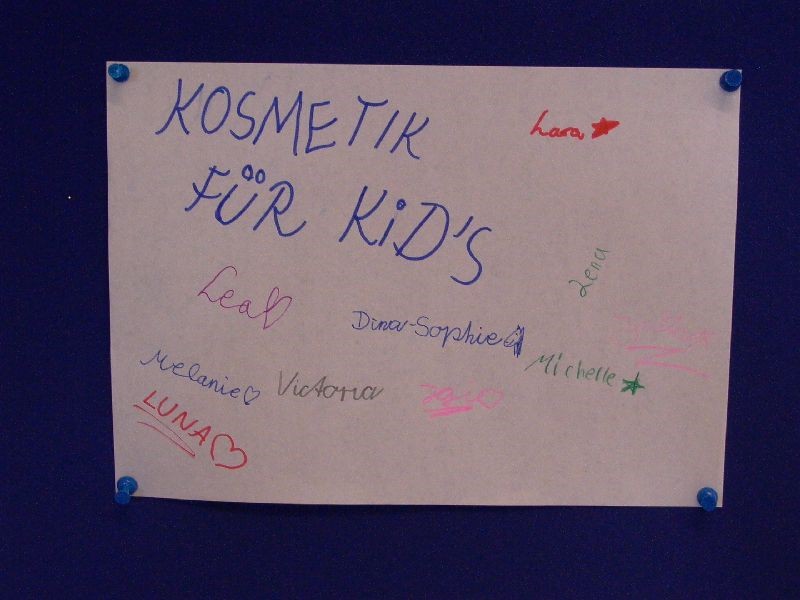 KOSMETIK
FÜR KiD'S
Lara
Lena
Lea
Dina-Sophie
Michelle
Melanie
Victoria
LUNA